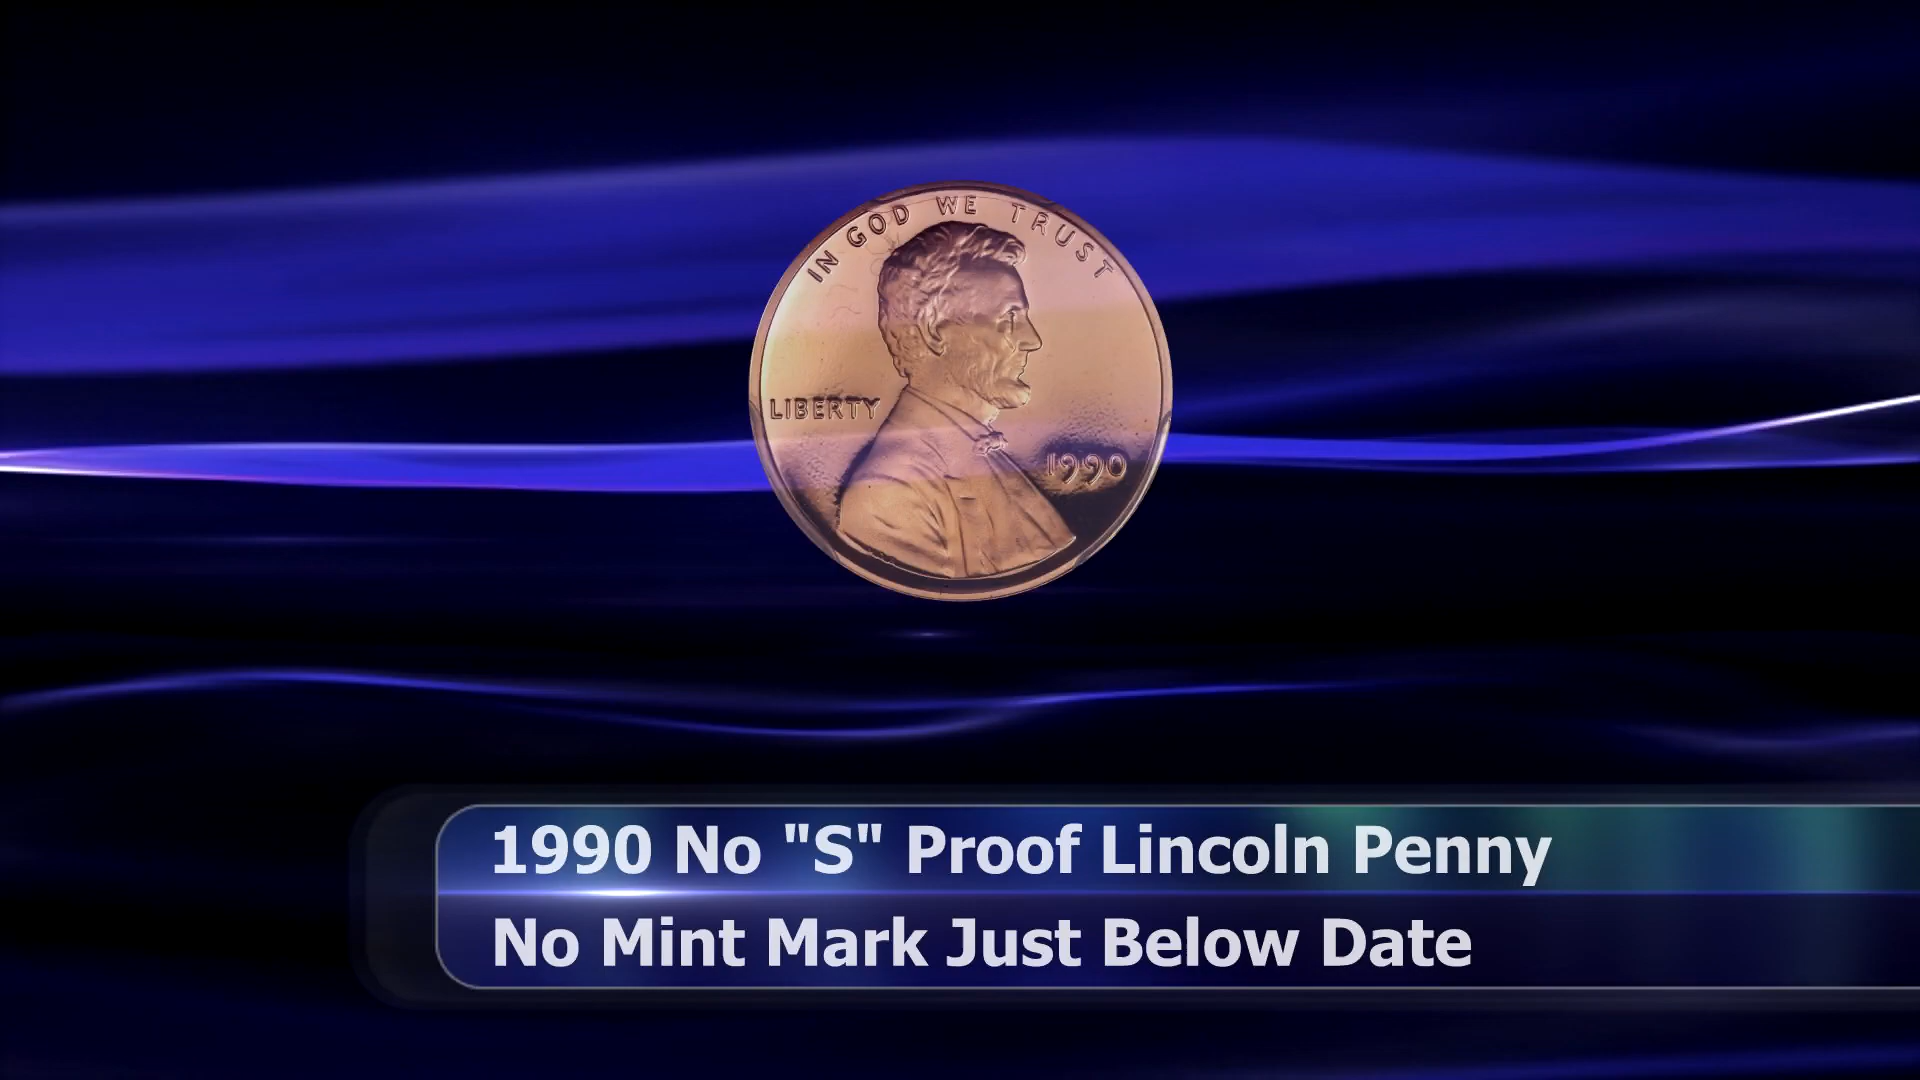 IN GOD WE TRUST
LIBERTY
1990
1990 No "S" Proof Lincoln Penny
No Mint Mark Just Below Date